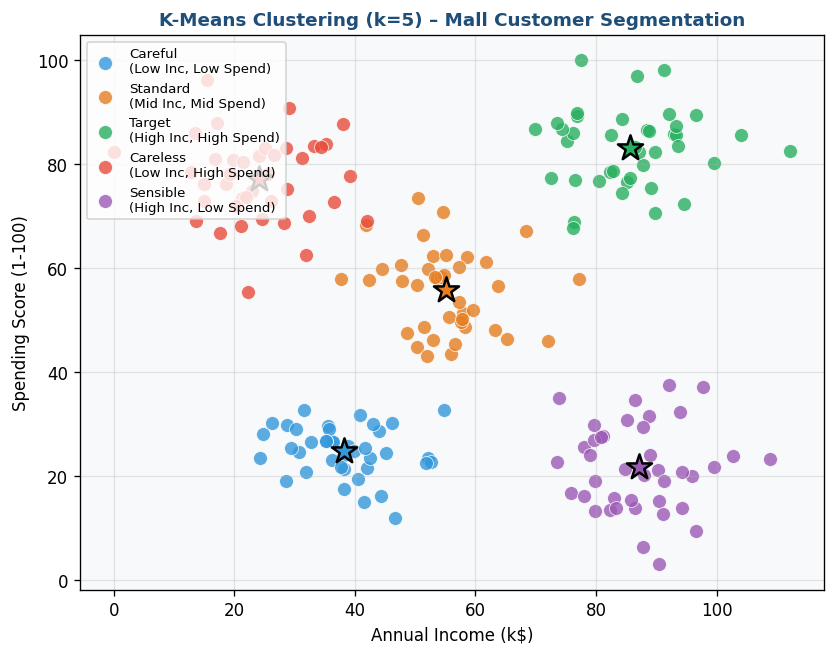 K-Means Clustering (k=5) – Mall Customer Segmentation
Careful
(Low Inc, Low Spend)
Standard
(Mid Inc, Mid Spend)
Target
(High Inc, High Spend)
Careless
(Low Inc, High Spend)
Sensible
(High Inc, Low Spend)
Spending Score (1-100)
100
80
60
40
20
0
0 20 40 60 80 100
Annual Income (k$)